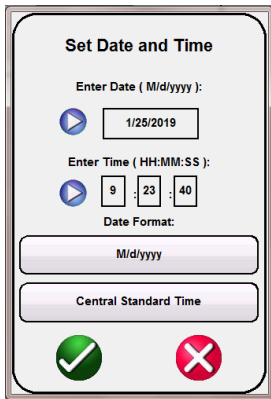 Set Date and Time
Enter Date ( M/d/yyyy ):
1/25/2019
Enter Time ( HH:MM:SS ):
9 : 23 : 40
Date Format:
M/d/yyyy
Central Standard Time